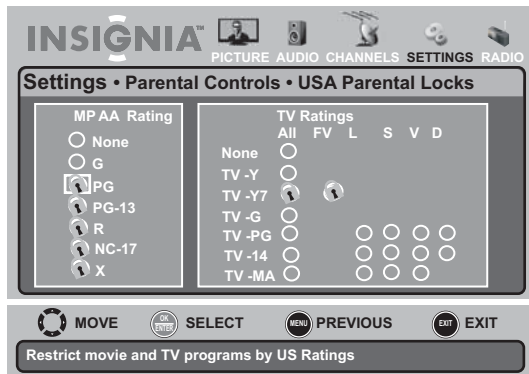 INSIGNIA™
PICTURE AUDIO CHANNELS SETTINGS RADIO
Settings • Parental Controls • USA Parental Locks
MP AA Rating
None
G
PG
PG-13
R
NC-17
X
TV Ratings
All FV L S V D
None
TV -Y
TV -Y7
TV -G
TV -PG
TV -14
TV -MA
MOVE OK ENTER SELECT MENU PREVIOUS EXIT EXIT
Restrict movie and TV programs by US Ratings